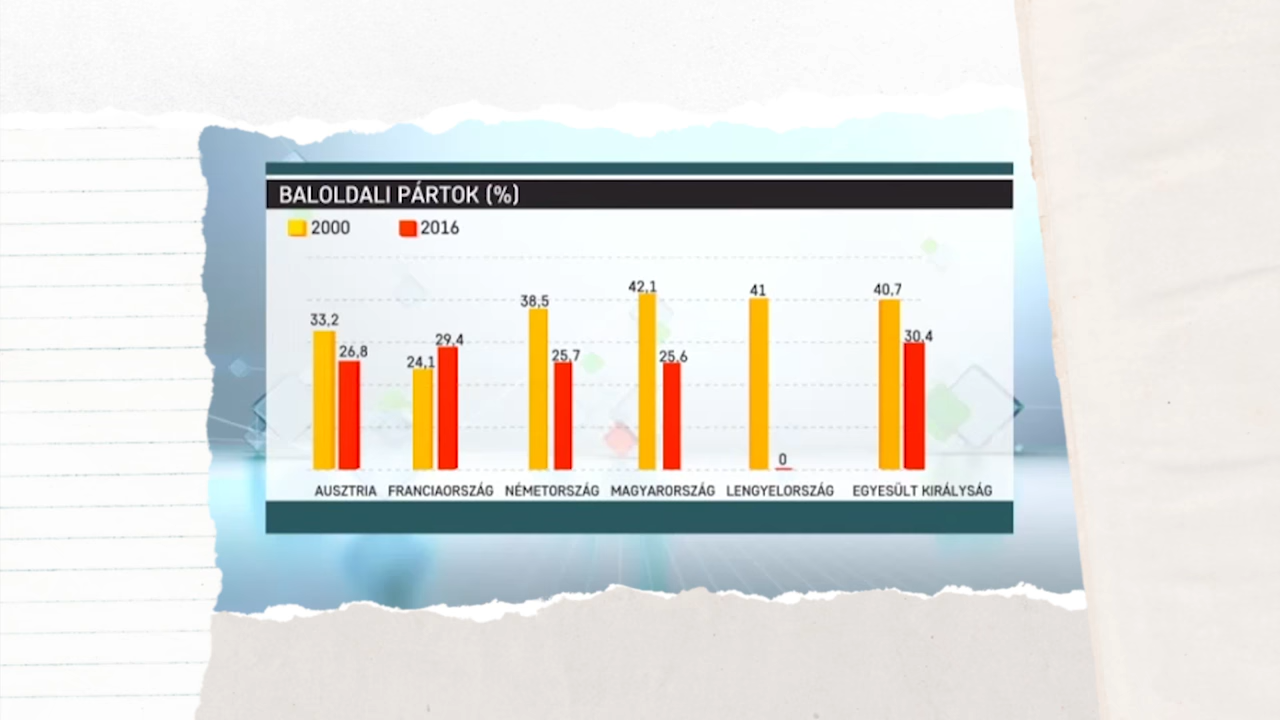 BALOLDALI PÁRTOK (%)
2000 2016
33,2 26,8 24,1 29,4 38,5 25,7 42,1 25,6 41 0 40,7 30,4
AUSZTRIA FRANCIAORSZÁG NÉMETORSZÁG MAGYARORSZÁG LENGYELORSZÁG EGYESÜLT KIRÁLYSÁG